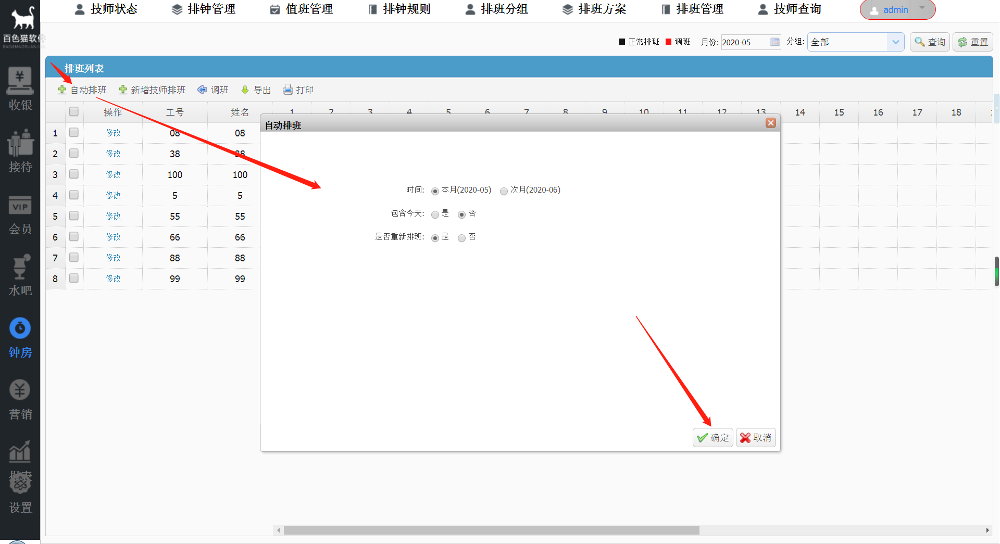 技师状态 排钟管理 值班管理 排钟规则 排班分组 排班方案 排班管理 技师查询 admin
百色猫软件
正常排班 调班 月份: 2020-05 分组: 全部 查询 重置
排班列表
自动排班 新增技师排班 调班 导出 打印
操作 工号 姓名 1 2 3 4 5 6 7 8 9 10 11 12 13 14 15 16 17 18
1 修改 08 08
2 修改 38 38
3 修改 100 100
4 修改 5 5
5 修改 55 55
6 修改 66 66
7 修改 88 88
8 修改 99 99
自动排班
时间: 本月(2020-05) 次月(2020-06)
包含今天: 是 否
是否重新排班: 是 否
确定 取消
收银
接待
VIP
会员
水吧
钟房
营销
报表
设置